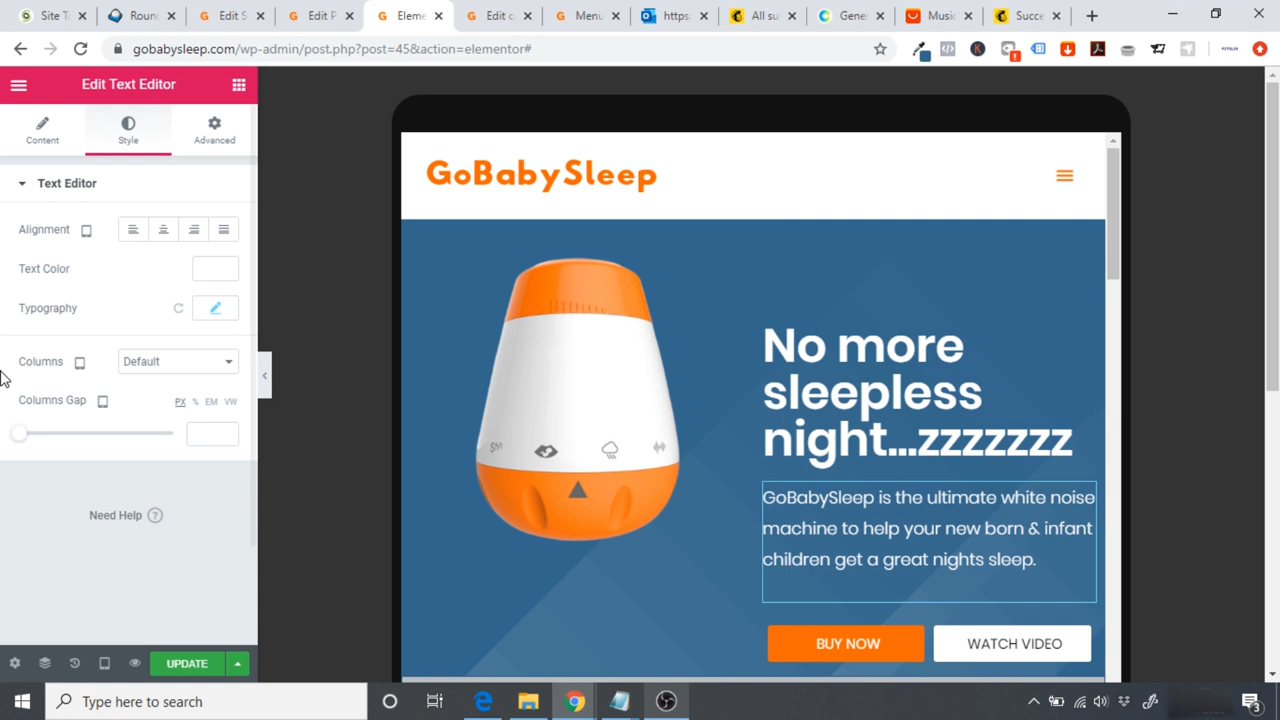 Site T
Roun
Edit S
Edit P
Eleme
Edit c
Menu
https:
All su
Gene
Music
Succe
gobabysleep.com/wp-admin/post.php?post=45&action=elementor#
Edit Text Editor
Content
Style
Advanced
Text Editor
Alignment
Text Color
Typography
Columns
Default
Columns Gap
PX % EM VW
Need Help ?
UPDATE
GoBabySleep
No more
sleepless
night...zzzzzzz
GoBabySleep is the ultimate white noise
machine to help your new born & infant
children get a great nights sleep.
BUY NOW
WATCH VIDEO
Type here to search
3